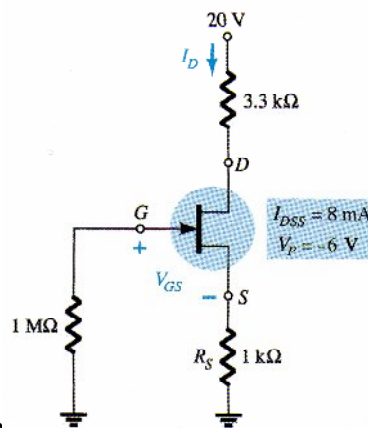 20 V
I_D
3.3 kΩ
D
G
I_DSS = 8 mA
+
V_P = -6 V
V_GS
−
S
1 MΩ
R_S
1 kΩ